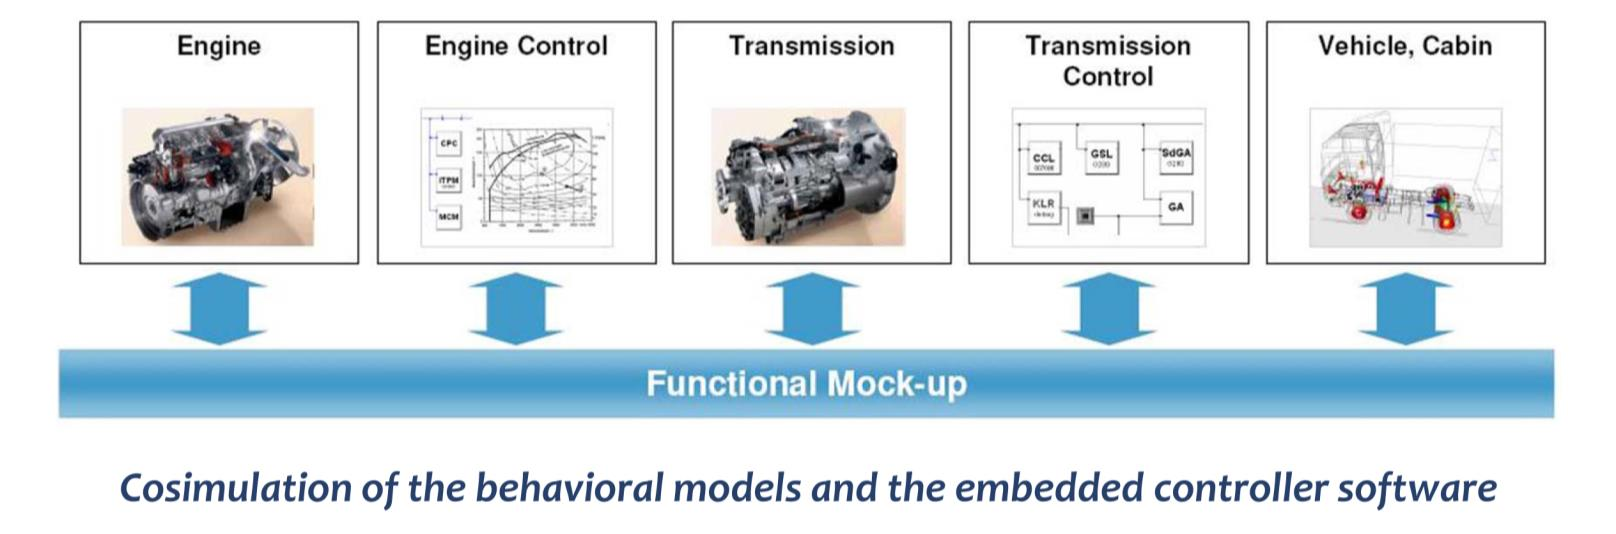 Engine
Engine Control
Transmission
Transmission
Control
Vehicle, Cabin
CPC
ITPM
MCM
CCL
GSL
SdGA
KLR
GA
Functional Mock-up
Cosimulation of the behavioral models and the embedded controller software